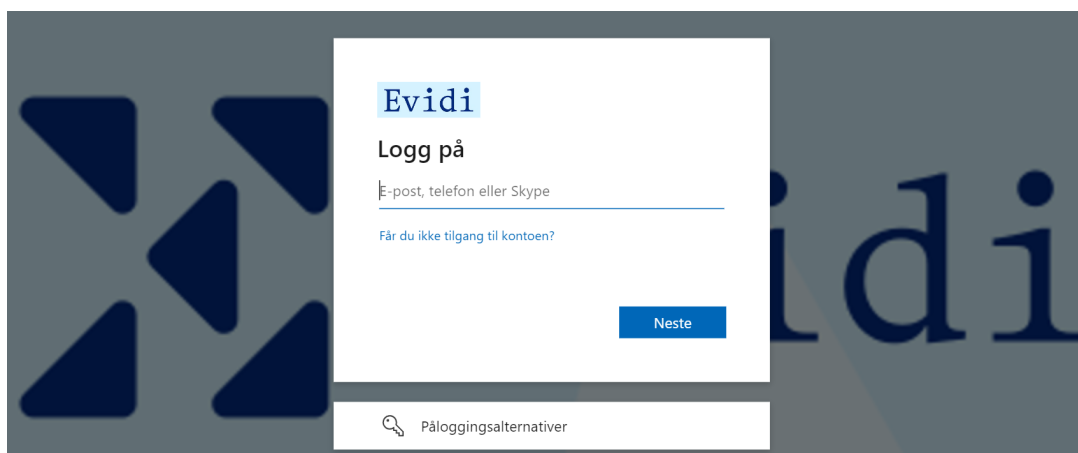 Evidi
Logg på
E-post, telefon eller Skype
Får du ikke tilgang til kontoen?
Neste
idi
Påloggingsalternativer